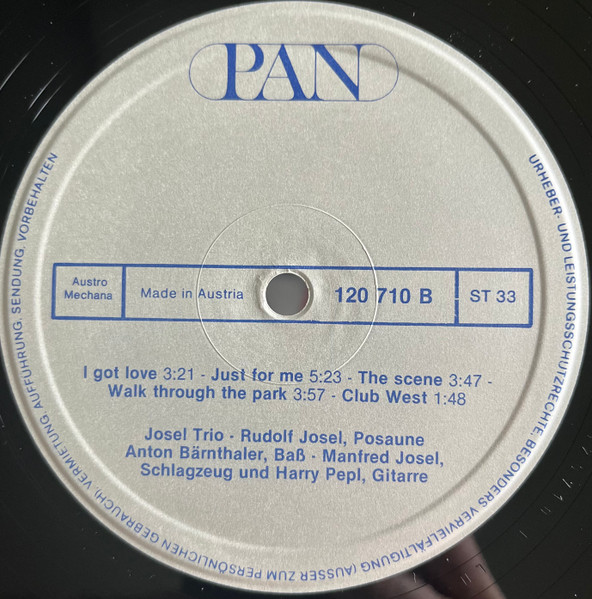 PAN
Austro
Mechana
Made in Austria
120 710 B
ST 33
I got love 3:21 - Just for me 5:23 - The scene 3:47 -
Walk through the park 3:57 - Club West 1:48
Josel Trio · Rudolf Josel, Posaune
Anton Bärnthaler, Baß · Manfred Josel,
Schlagzeug und Harry Pepl, Gitarre
URHEBER- UND LEISTUNGSSCHUTZRECHTE, BESONDERS VERVIELFÄLTIGUNG (AUSSER ZUM PERSÖNLICHEN GEBRAUCH), VERMIETUNG, AUFFÜHRUNG, SENDUNG, VORBEHALTEN